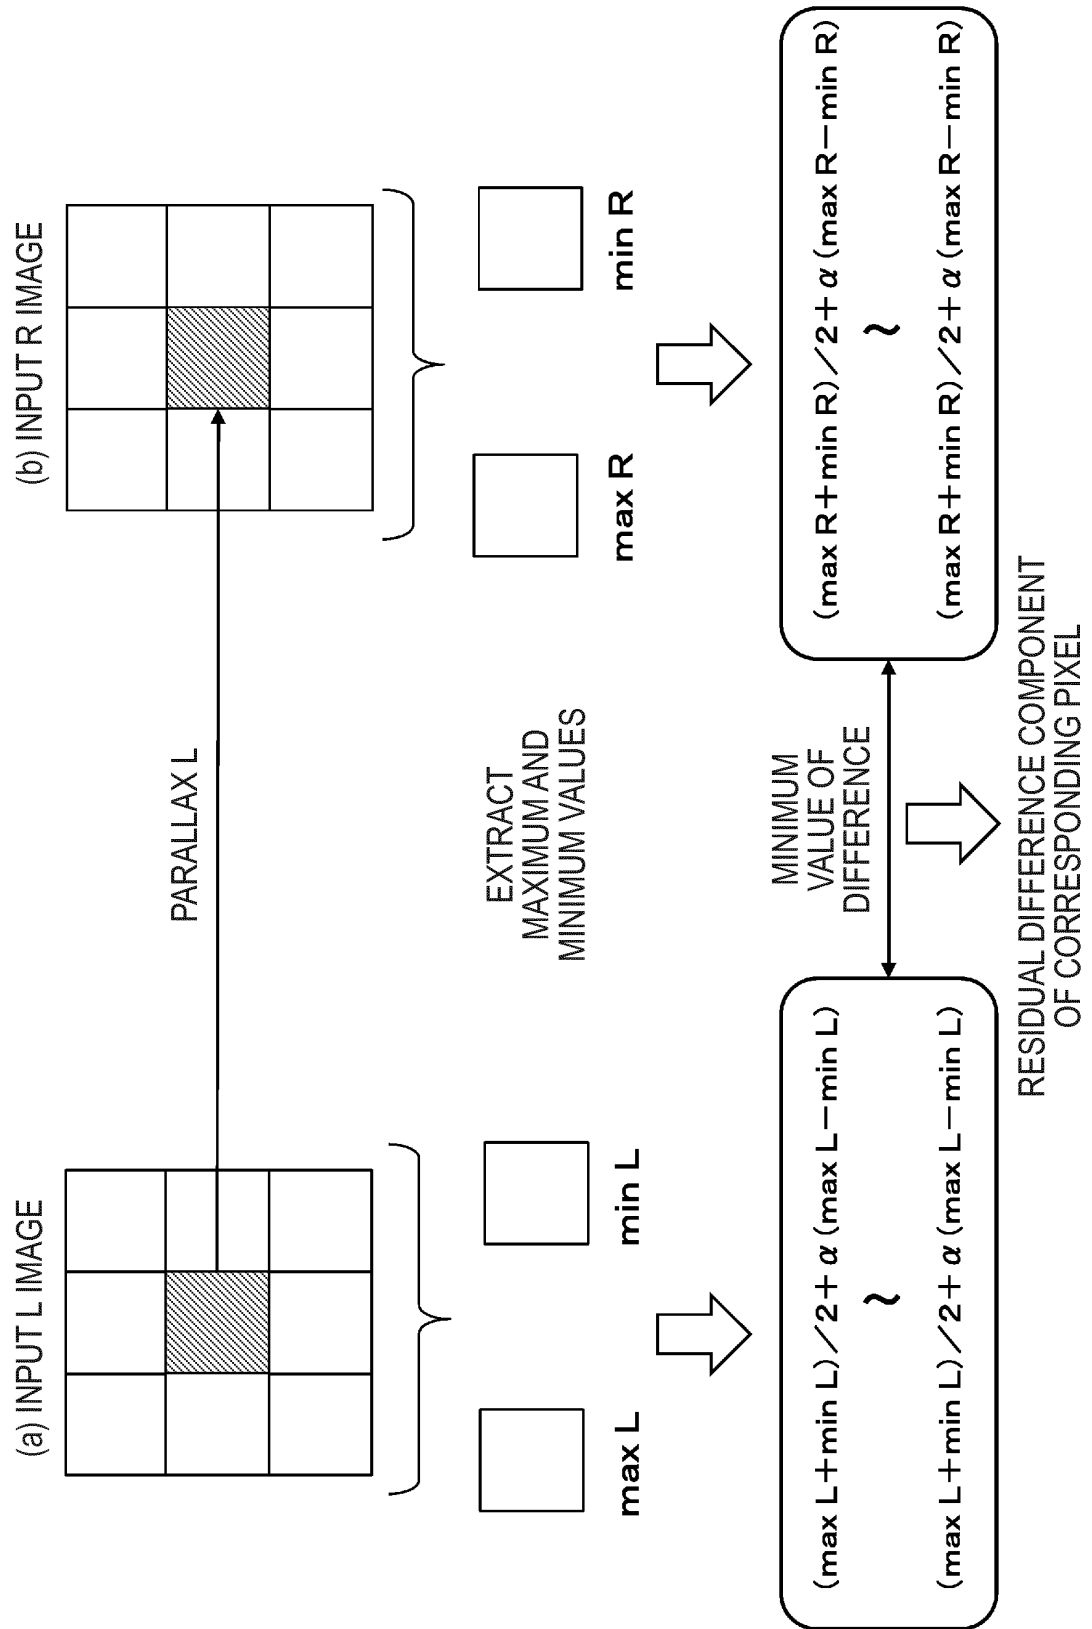 (a) INPUT L IMAGE
(b) INPUT R IMAGE
PARALLAX L
max L
min L
EXTRACT
MAXIMUM AND
MINIMUM VALUES
max R
min R
(max L+min L)/2+α(max L−min L)
~
(max L+min L)/2+α(max L−min L)
MINIMUM
VALUE OF
DIFFERENCE
(max R+min R)/2+α(max R−min R)
~
(max R+min R)/2+α(max R−min R)
RESIDUAL DIFFERENCE COMPONENT
OF CORRESPONDING PIXEL